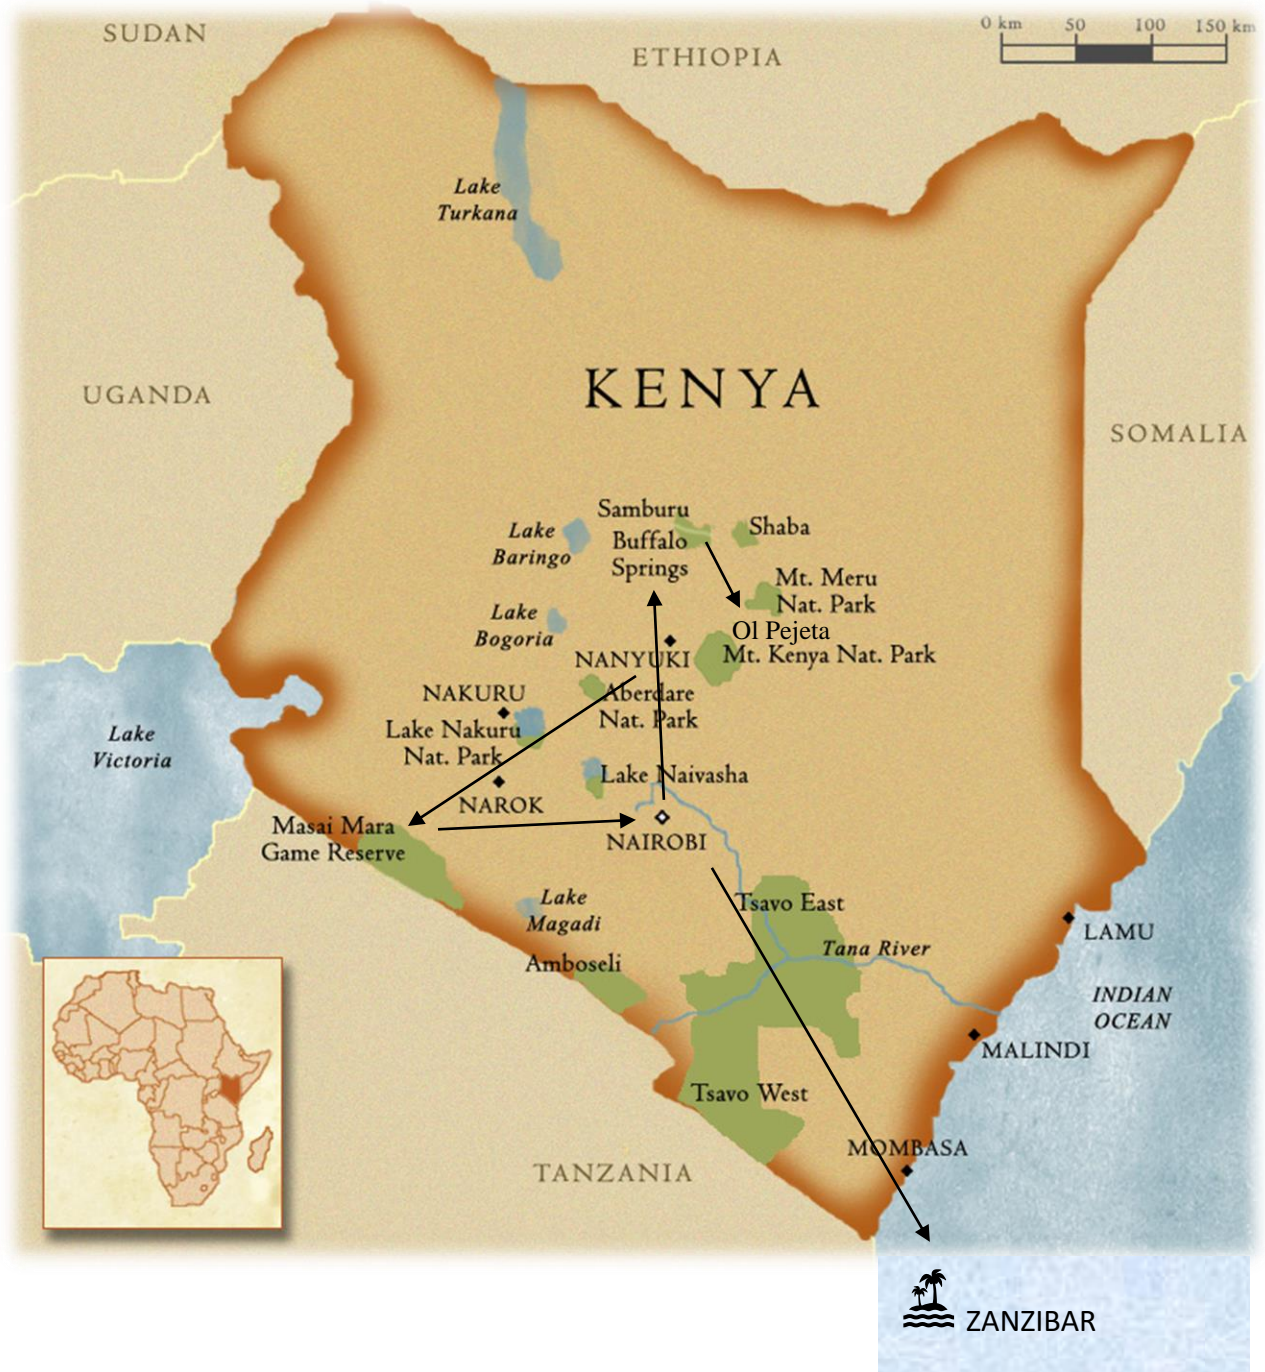 SUDAN
ETHIOPIA
0 km 50 100 150 km
Lake
Turkana
KENYA
UGANDA
SOMALIA
Samburu
Buffalo
Springs
Shaba
Lake
Baringo
Mt. Meru
Nat. Park
Lake
Bogoria
Ol Pejeta
Mt. Kenya Nat. Park
NANYUKI
Aberdare
Nat. Park
NAKURU
Lake Nakuru
Nat. Park
Lake
Victoria
Lake Naivasha
NAROK
Masai Mara
Game Reserve
NAIROBI
Lake
Magadi
Tsavo East
Tana River
LAMU
Amboseli
INDIAN
OCEAN
MALINDI
Tsavo West
MOMBASA
TANZANIA
ZANZIBAR